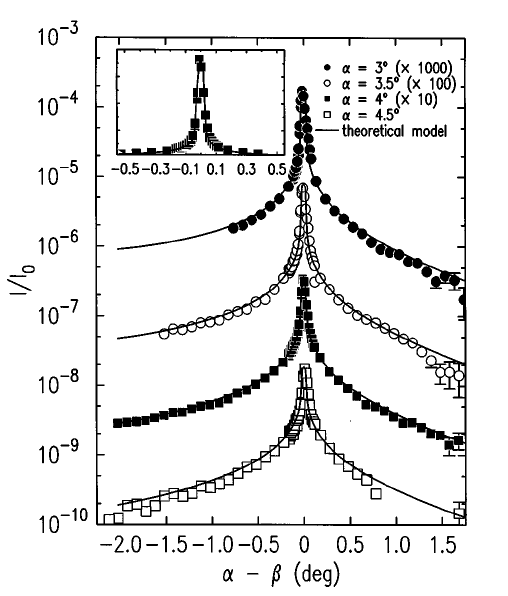 10⁻³
10⁻⁴
10⁻⁵
10⁻⁶
10⁻⁷
10⁻⁸
10⁻⁹
10⁻¹⁰
I/I₀
α = 3° (× 1000)
α = 3.5° (× 100)
α = 4° (× 10)
α = 4.5°
theoretical model
−0.5 −0.3 −0.1 0.1 0.3 0.5
−2.0 −1.5 −1.0 −0.5 0 0.5 1.0 1.5
α − β (deg)